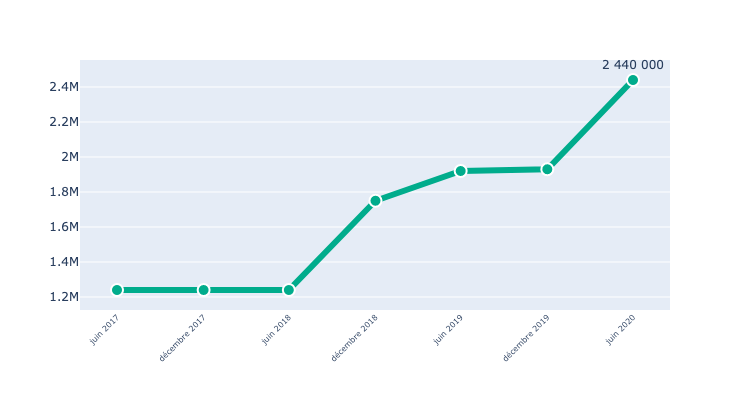 2 440 000
2.4M
2.2M
2M
1.8M
1.6M
1.4M
1.2M
juin 2017
décembre 2017
juin 2018
décembre 2018
juin 2019
décembre 2019
juin 2020